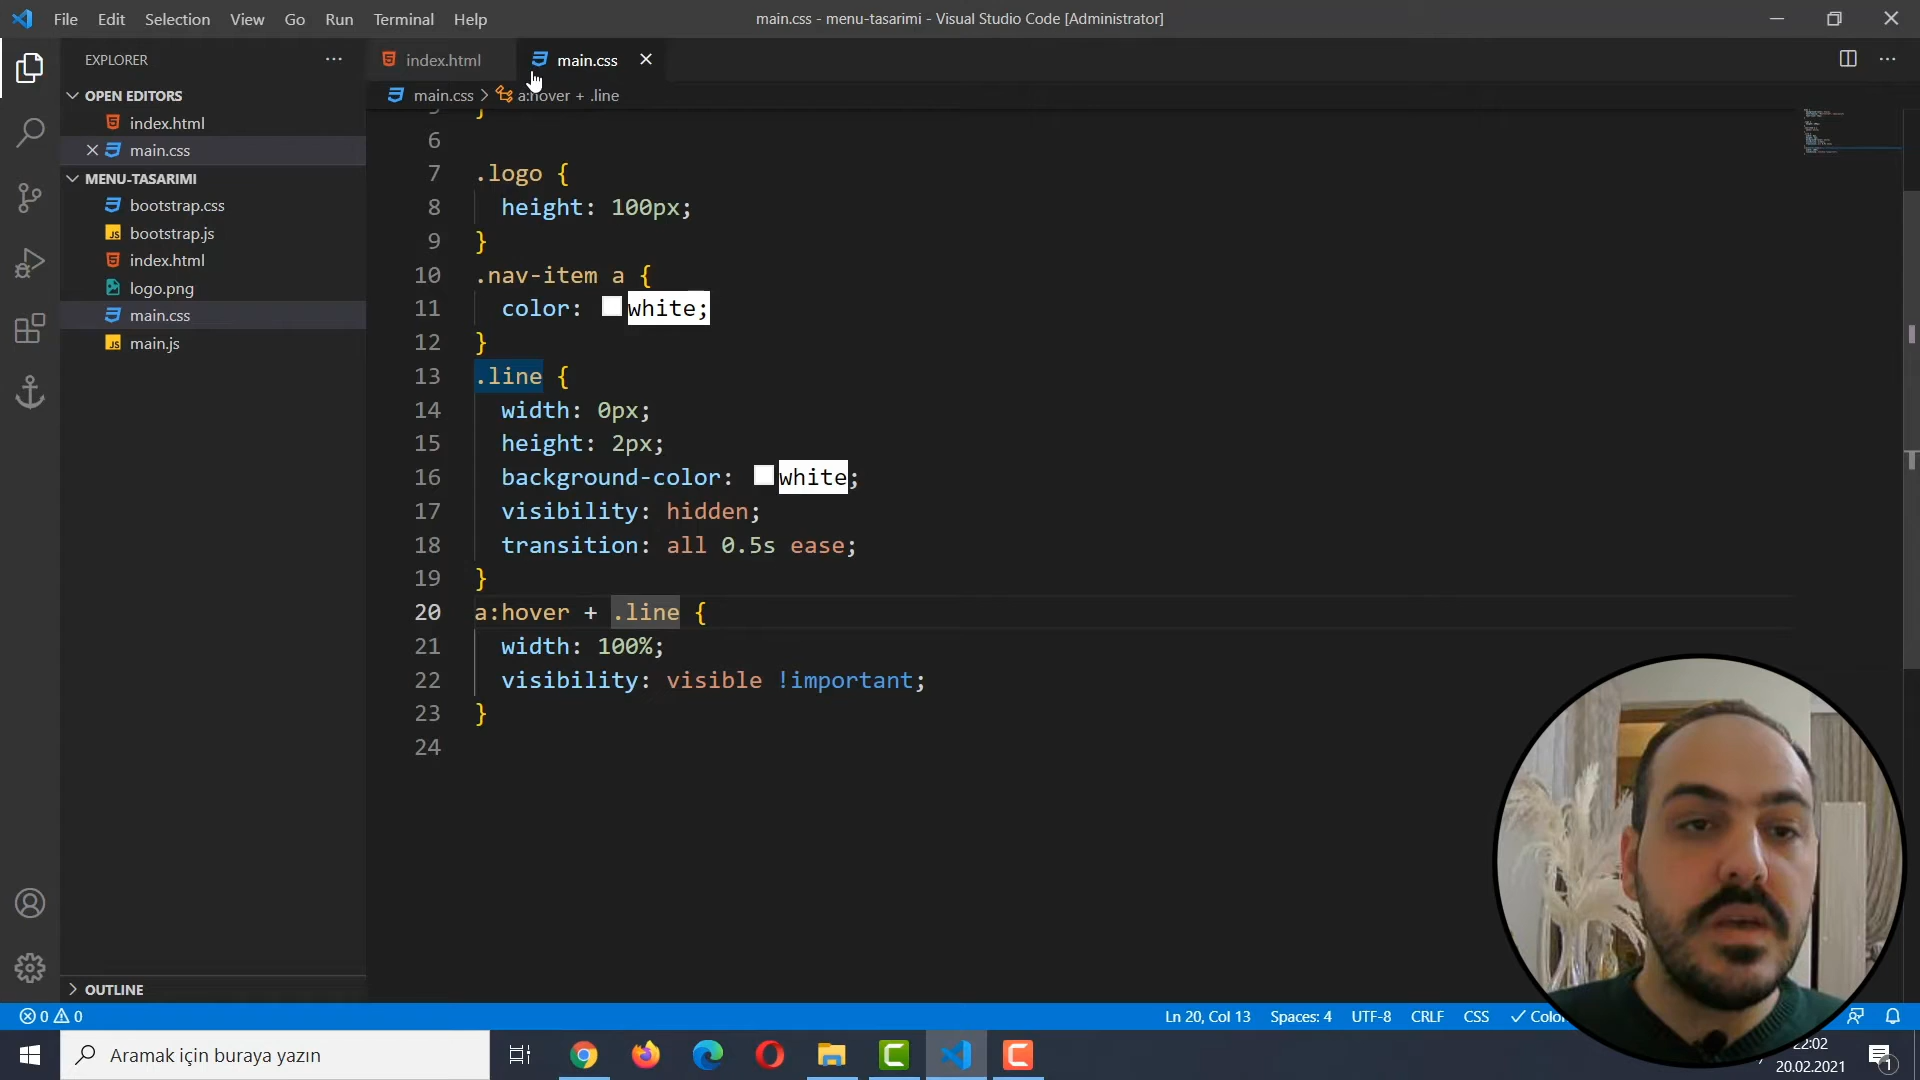 File Edit Selection View Go Run Terminal Help
main.css - menu-tasarimi - Visual Studio Code [Administrator]
EXPLORER
index.html
main.css
main.css > a:hover + .line
OPEN EDITORS
index.html
main.css
MENU-TASARIMI
bootstrap.css
bootstrap.js
index.html
logo.png
main.css
main.js
OUTLINE
6
7 .logo {
8 height: 100px;
9 }
10 .nav-item a {
11 color: white;
12 }
13 .line {
14 width: 0px;
15 height: 2px;
16 background-color: white;
17 visibility: hidden;
18 transition: all 0.5s ease;
19 }
20 a:hover + .line {
21 width: 100%;
22 visibility: visible !important;
23 }
24
0 0
Ln 20, Col 13 Spaces: 4 UTF-8 CRLF CSS
Aramak için buraya yazın
22:02
20.02.2021
1